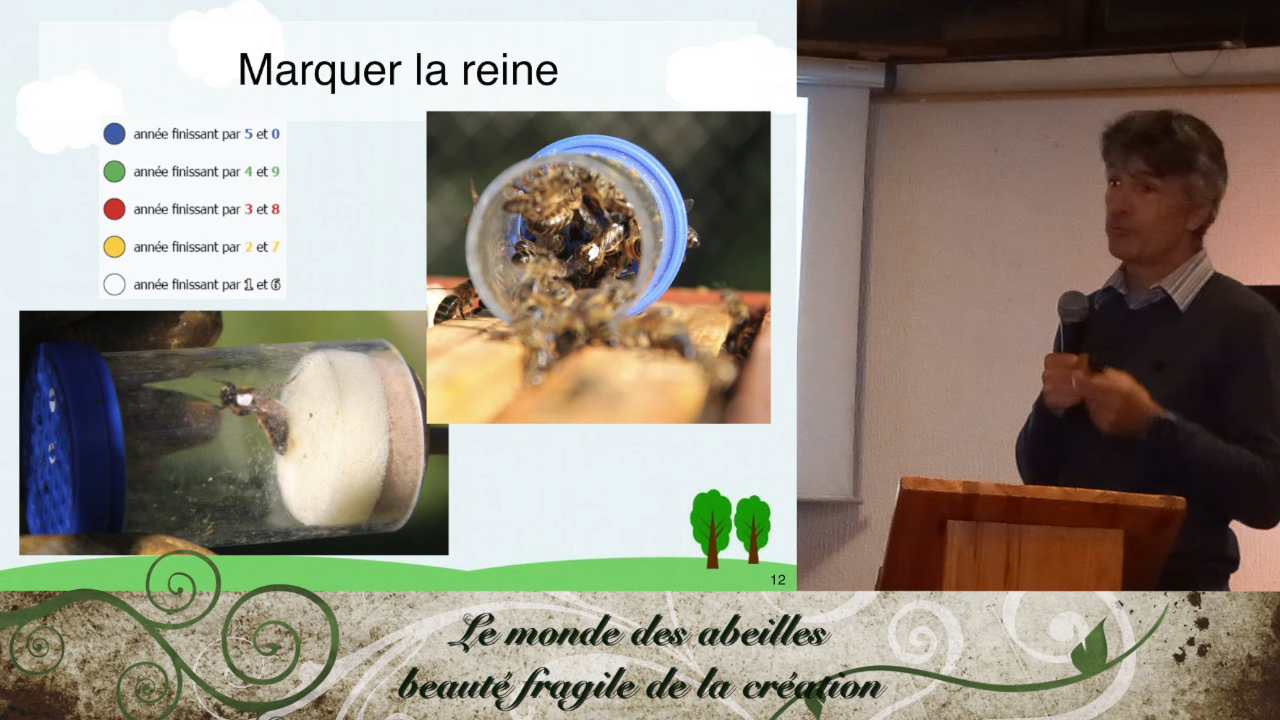 Marquer la reine
année finissant par 5 et 0
année finissant par 4 et 9
année finissant par 3 et 8
année finissant par 2 et 7
année finissant par 1 et 6
12
Le monde des abeilles
beauté fragile de la création